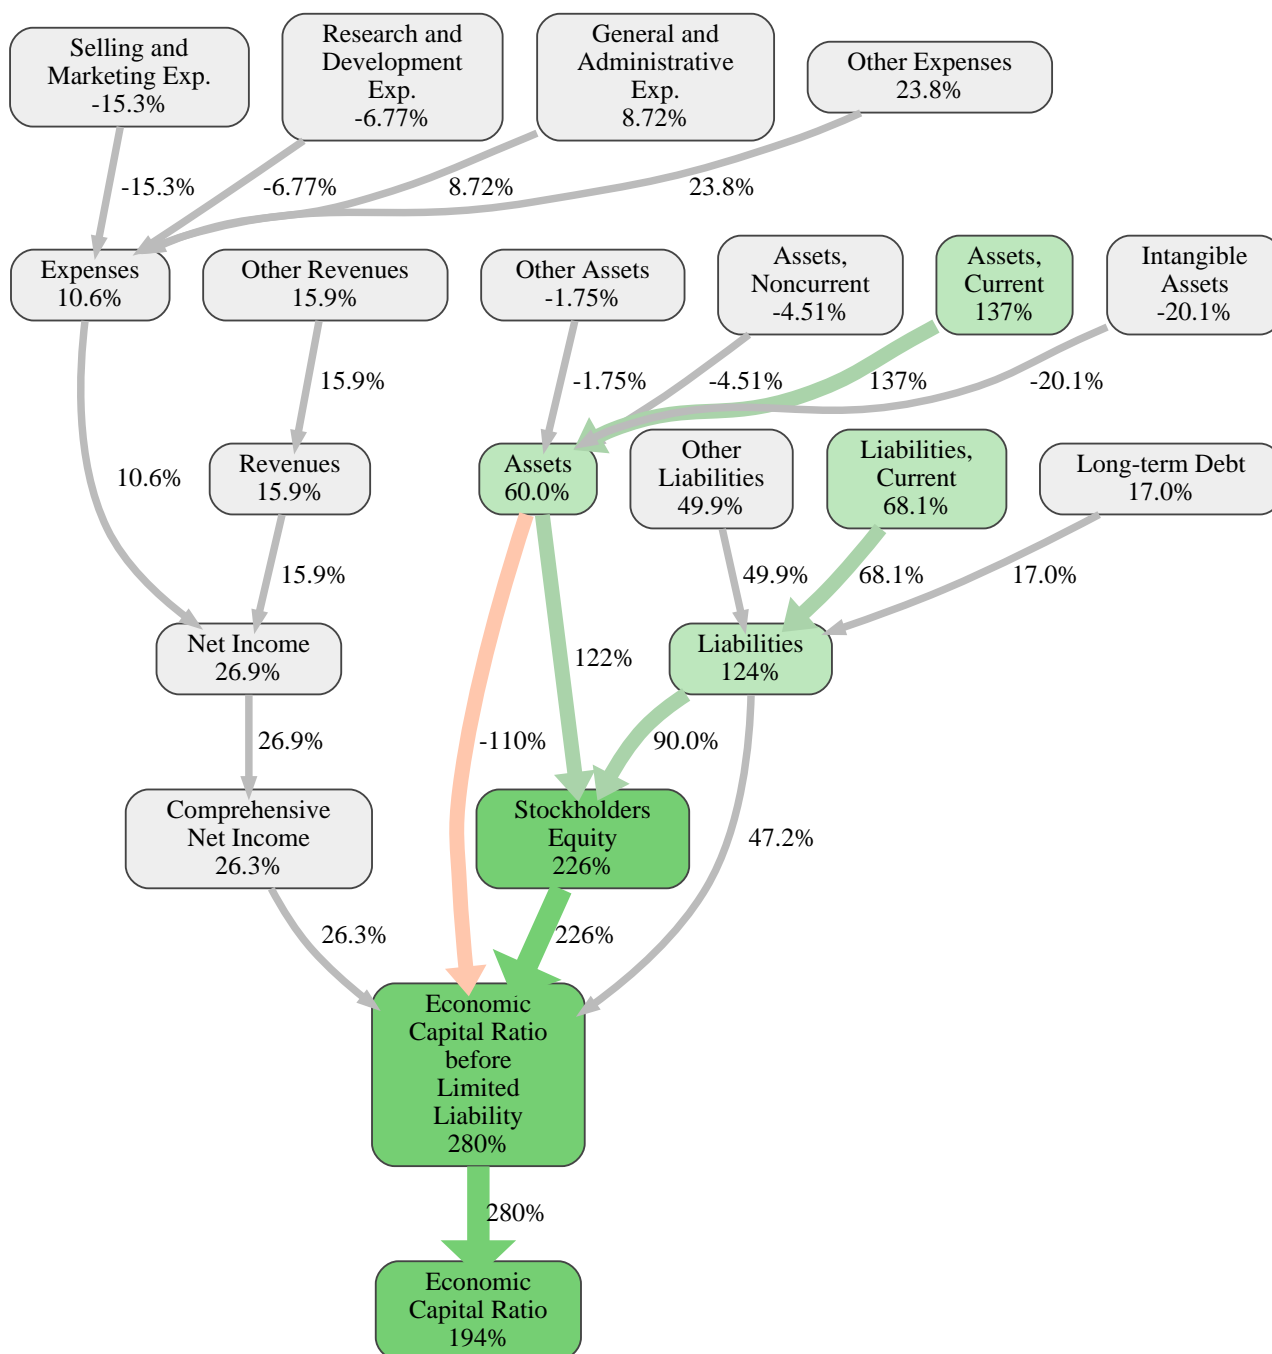 Selling and
Marketing Exp.
-15.3%
Research and
Development
Exp.
-6.77%
General and
Administrative
Exp.
8.72%
Other Expenses
23.8%
-15.3%
-6.77%
8.72%
23.8%
Expenses
10.6%
Other Revenues
15.9%
Other Assets
-1.75%
Assets,
Noncurrent
-4.51%
Assets,
Current
137%
Intangible
Assets
-20.1%
15.9%
-1.75%
-4.51%
137%
-20.1%
10.6%
Revenues
15.9%
Assets
60.0%
Other
Liabilities
49.9%
Liabilities,
Current
68.1%
Long-term Debt
17.0%
15.9%
49.9%
68.1%
17.0%
Net Income
26.9%
122%
Liabilities
124%
26.9%
-110%
90.0%
47.2%
Comprehensive
Net Income
26.3%
Stockholders
Equity
226%
26.3%
226%
Economic
Capital Ratio
before
Limited
Liability
280%
280%
Economic
Capital Ratio
194%